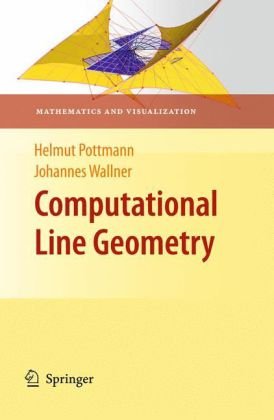 MATHEMATICS AND VISUALIZATION
Helmut Pottmann
Johannes Wallner
Computational
Line Geometry
Springer